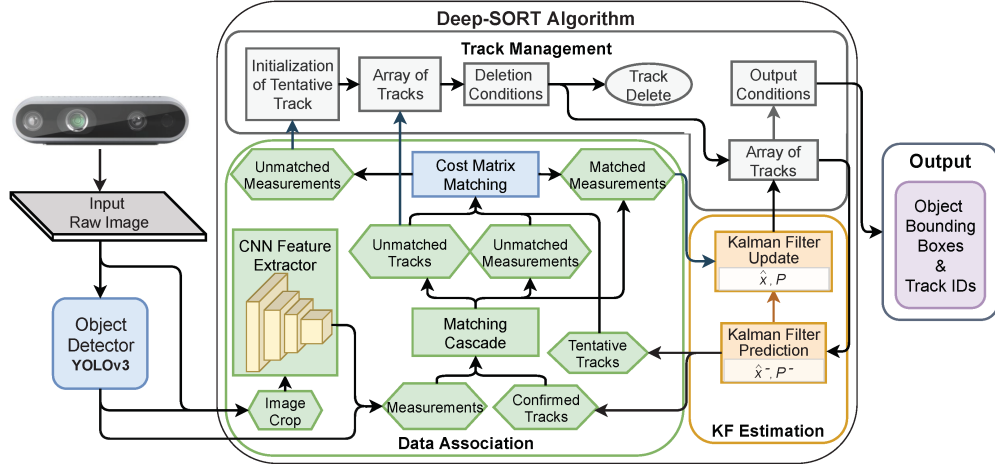 Deep-SORT Algorithm
Track Management
Initialization
of Tentative
Track
Array of
Tracks
Deletion
Conditions
Track
Delete
Output
Conditions
Array of
Tracks
Unmatched
Measurements
Cost Matrix
Matching
Matched
Measurements
Input
Raw Image
CNN Feature
Extractor
Unmatched
Tracks
Unmatched
Measurements
Kalman Filter
Update
x̂, P
Output
Object
Bounding
Boxes
&
Track IDs
Object
Detector
YOLOv3
Matching
Cascade
Tentative
Tracks
Kalman Filter
Prediction
x̂⁻, P⁻
Image
Crop
Measurements
Confirmed
Tracks
Data Association
KF Estimation